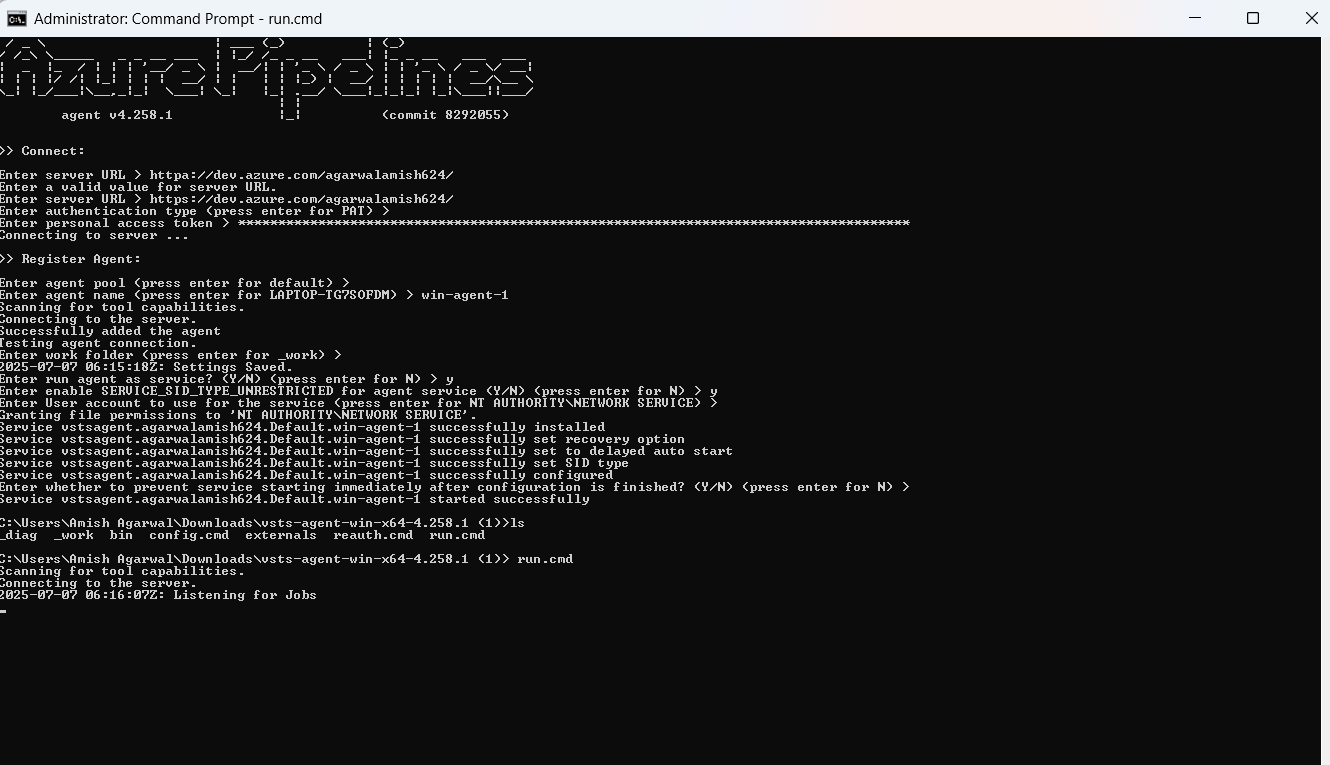 Administrator: Command Prompt - run.cmd
Azure Pipelines
agent v4.258.1 (commit 8292055)
>> Connect:
Enter server URL > httpa://dev.azure.com/agarwalamish624/
Enter a valid value for server URL.
Enter server URL > https://dev.azure.com/agarwalamish624/
Enter authentication type (press enter for PAT) >
Enter personal access token > ************************************************************************************
Connecting to server ...
>> Register Agent:
Enter agent pool (press enter for default) >
Enter agent name (press enter for LAPTOP-TG7SOFDM) > win-agent-1
Scanning for tool capabilities.
Connecting to the server.
Successfully added the agent
Testing agent connection.
Enter work folder (press enter for _work) >
2025-07-07 06:15:18Z: Settings Saved.
Enter run agent as service? (Y/N) (press enter for N) > y
Enter enable SERVICE_SID_TYPE_UNRESTRICTED for agent service (Y/N) (press enter for N) > y
Enter User account to use for the service (press enter for NT AUTHORITY\NETWORK SERVICE) >
Granting file permissions to 'NT AUTHORITY\NETWORK SERVICE'.
Service vstsagent.agarwalamish624.Default.win-agent-1 successfully installed
Service vstsagent.agarwalamish624.Default.win-agent-1 successfully set recovery option
Service vstsagent.agarwalamish624.Default.win-agent-1 successfully set to delayed auto start
Service vstsagent.agarwalamish624.Default.win-agent-1 successfully set SID type
Service vstsagent.agarwalamish624.Default.win-agent-1 successfully configured
Enter whether to prevent service starting immediately after configuration is finished? (Y/N) (press enter for N) >
Service vstsagent.agarwalamish624.Default.win-agent-1 started successfully
C:\Users\Amish Agarwal\Downloads\vsts-agent-win-x64-4.258.1 (1)>ls
_diag _work bin config.cmd externals reauth.cmd run.cmd
C:\Users\Amish Agarwal\Downloads\vsts-agent-win-x64-4.258.1 (1)> run.cmd
Scanning for tool capabilities.
Connecting to the server.
2025-07-07 06:16:07Z: Listening for Jobs